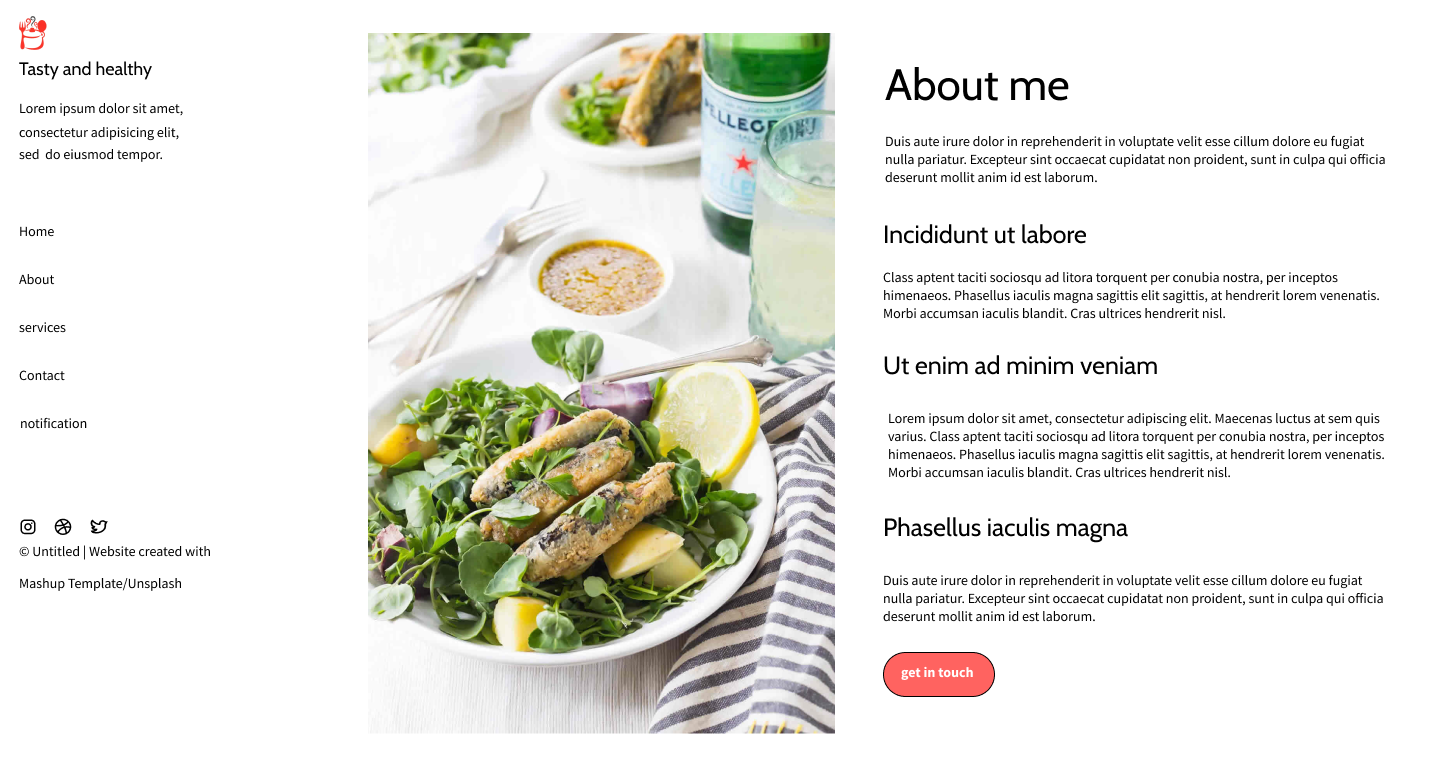 Tasty and healthy
Lorem ipsum dolor sit amet,
consectetur adipisicing elit,
sed do eiusmod tempor.
Home
About
services
Contact
notification
© Untitled | Website created with
Mashup Template/Unsplash
PELLEGR
PELLE
About me
Duis aute irure dolor in reprehenderit in voluptate velit esse cillum dolore eu fugiat
nulla pariatur. Excepteur sint occaecat cupidatat non proident, sunt in culpa qui officia
deserunt mollit anim id est laborum.
Incididunt ut labore
Class aptent taciti sociosqu ad litora torquent per conubia nostra, per inceptos
himenaeos. Phasellus iaculis magna sagittis elit sagittis, at hendrerit lorem venenatis.
Morbi accumsan iaculis blandit. Cras ultrices hendrerit nisl.
Ut enim ad minim veniam
Lorem ipsum dolor sit amet, consectetur adipiscing elit. Maecenas luctus at sem quis
varius. Class aptent taciti sociosqu ad litora torquent per conubia nostra, per inceptos
himenaeos. Phasellus iaculis magna sagittis elit sagittis, at hendrerit lorem venenatis.
Morbi accumsan iaculis blandit. Cras ultrices hendrerit nisl.
Phasellus iaculis magna
Duis aute irure dolor in reprehenderit in voluptate velit esse cillum dolore eu fugiat
nulla pariatur. Excepteur sint occaecat cupidatat non proident, sunt in culpa qui officia
deserunt mollit anim id est laborum.
get in touch